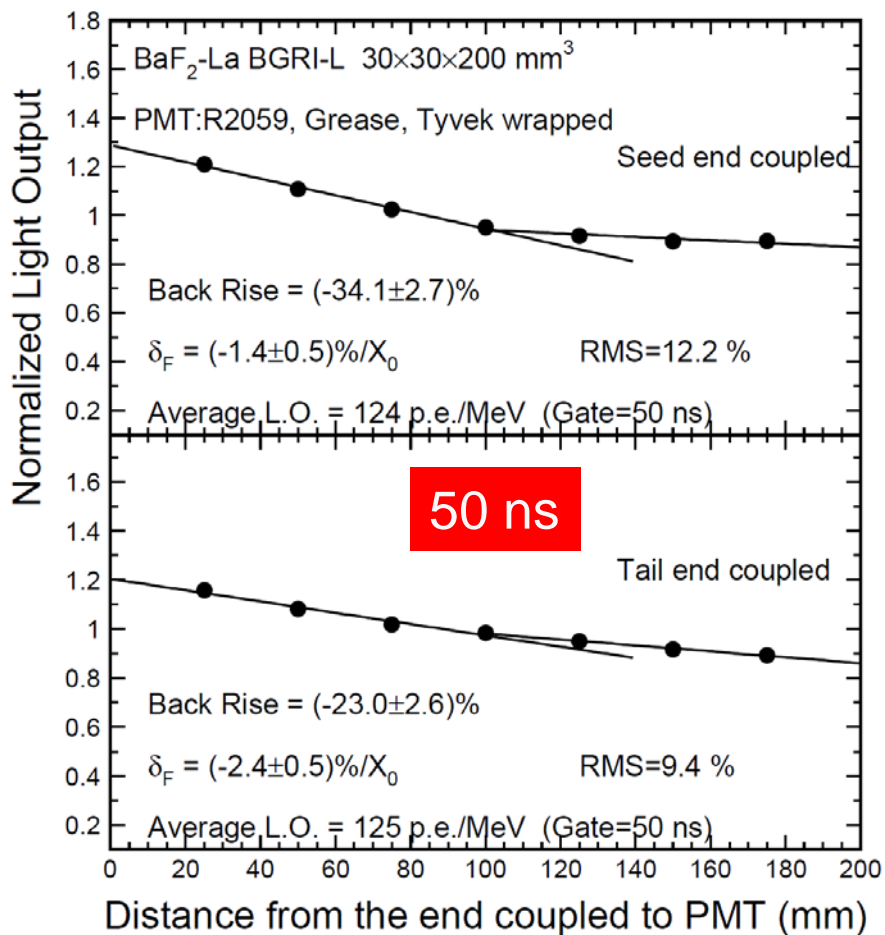 Normalized Light Output
1.8
1.6
1.4
1.2
1
0.8
0.6
0.4
0.2
BaF₂-La BGRI-L 30×30×200 mm³
PMT:R2059, Grease, Tyvek wrapped
Seed end coupled
Back Rise = (-34.1±2.7)%
δ_F = (-1.4±0.5)%/X₀ RMS=12.2 %
Average L.O. = 124 p.e./MeV (Gate=50 ns)
1.6
1.4
1.2
1
0.8
0.6
0.4
0.2
50 ns
Tail end coupled
Back Rise = (-23.0±2.6)%
δ_F = (-2.4±0.5)%/X₀ RMS=9.4 %
Average L.O. = 125 p.e./MeV (Gate=50 ns)
0 20 40 60 80 100 120 140 160 180 200
Distance from the end coupled to PMT (mm)